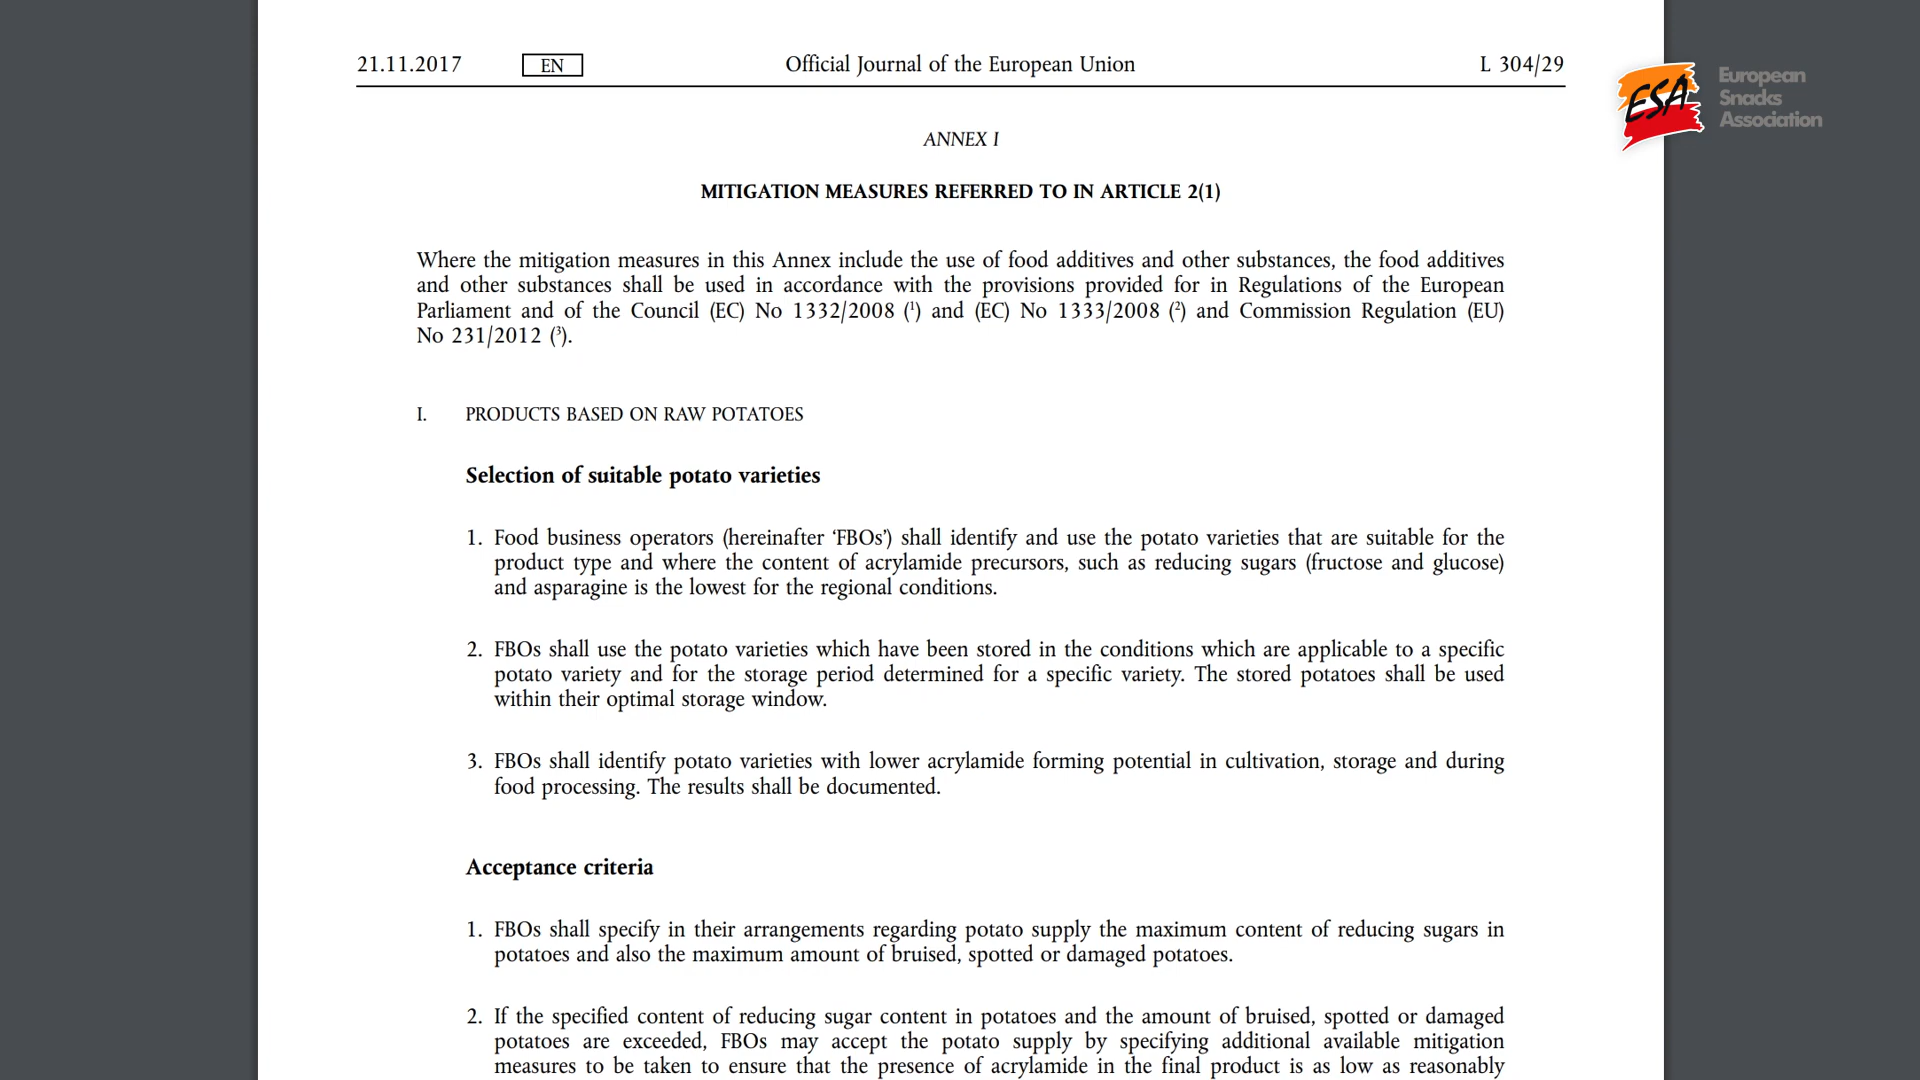 21.11.2017 EN Official Journal of the European Union L 304/29
ESA European
Snacks
Association
ANNEX I
MITIGATION MEASURES REFERRED TO IN ARTICLE 2(1)
Where the mitigation measures in this Annex include the use of food additives and other substances, the food additives
and other substances shall be used in accordance with the provisions provided for in Regulations of the European
Parliament and of the Council (EC) No 1332/2008 (¹) and (EC) No 1333/2008 (²) and Commission Regulation (EU)
No 231/2012 (³).
I. PRODUCTS BASED ON RAW POTATOES
Selection of suitable potato varieties
1. Food business operators (hereinafter ‘FBOs’) shall identify and use the potato varieties that are suitable for the
product type and where the content of acrylamide precursors, such as reducing sugars (fructose and glucose)
and asparagine is the lowest for the regional conditions.
2. FBOs shall use the potato varieties which have been stored in the conditions which are applicable to a specific
potato variety and for the storage period determined for a specific variety. The stored potatoes shall be used
within their optimal storage window.
3. FBOs shall identify potato varieties with lower acrylamide forming potential in cultivation, storage and during
food processing. The results shall be documented.
Acceptance criteria
1. FBOs shall specify in their arrangements regarding potato supply the maximum content of reducing sugars in
potatoes and also the maximum amount of bruised, spotted or damaged potatoes.
2. If the specified content of reducing sugar content in potatoes and the amount of bruised, spotted or damaged
potatoes are exceeded, FBOs may accept the potato supply by specifying additional available mitigation
measures to be taken to ensure that the presence of acrylamide in the final product is as low as reasonably